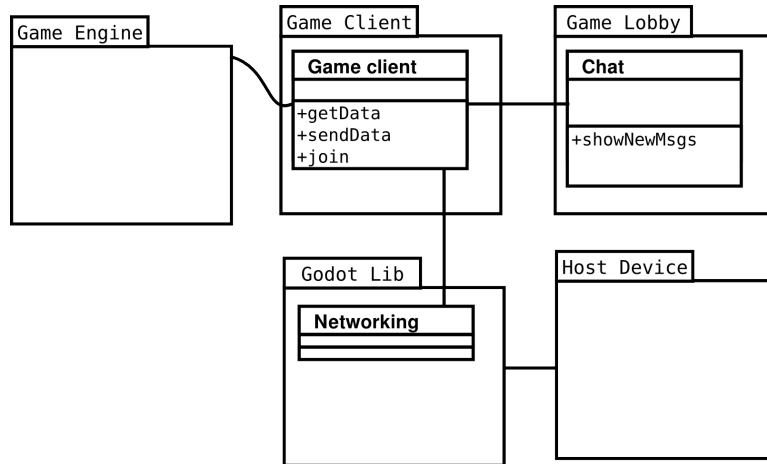 Game Engine
Game Client
Game client
+getData
+sendData
+join
Game Lobby
Chat
+showNewMsgs
Godot Lib
Networking
Host Device